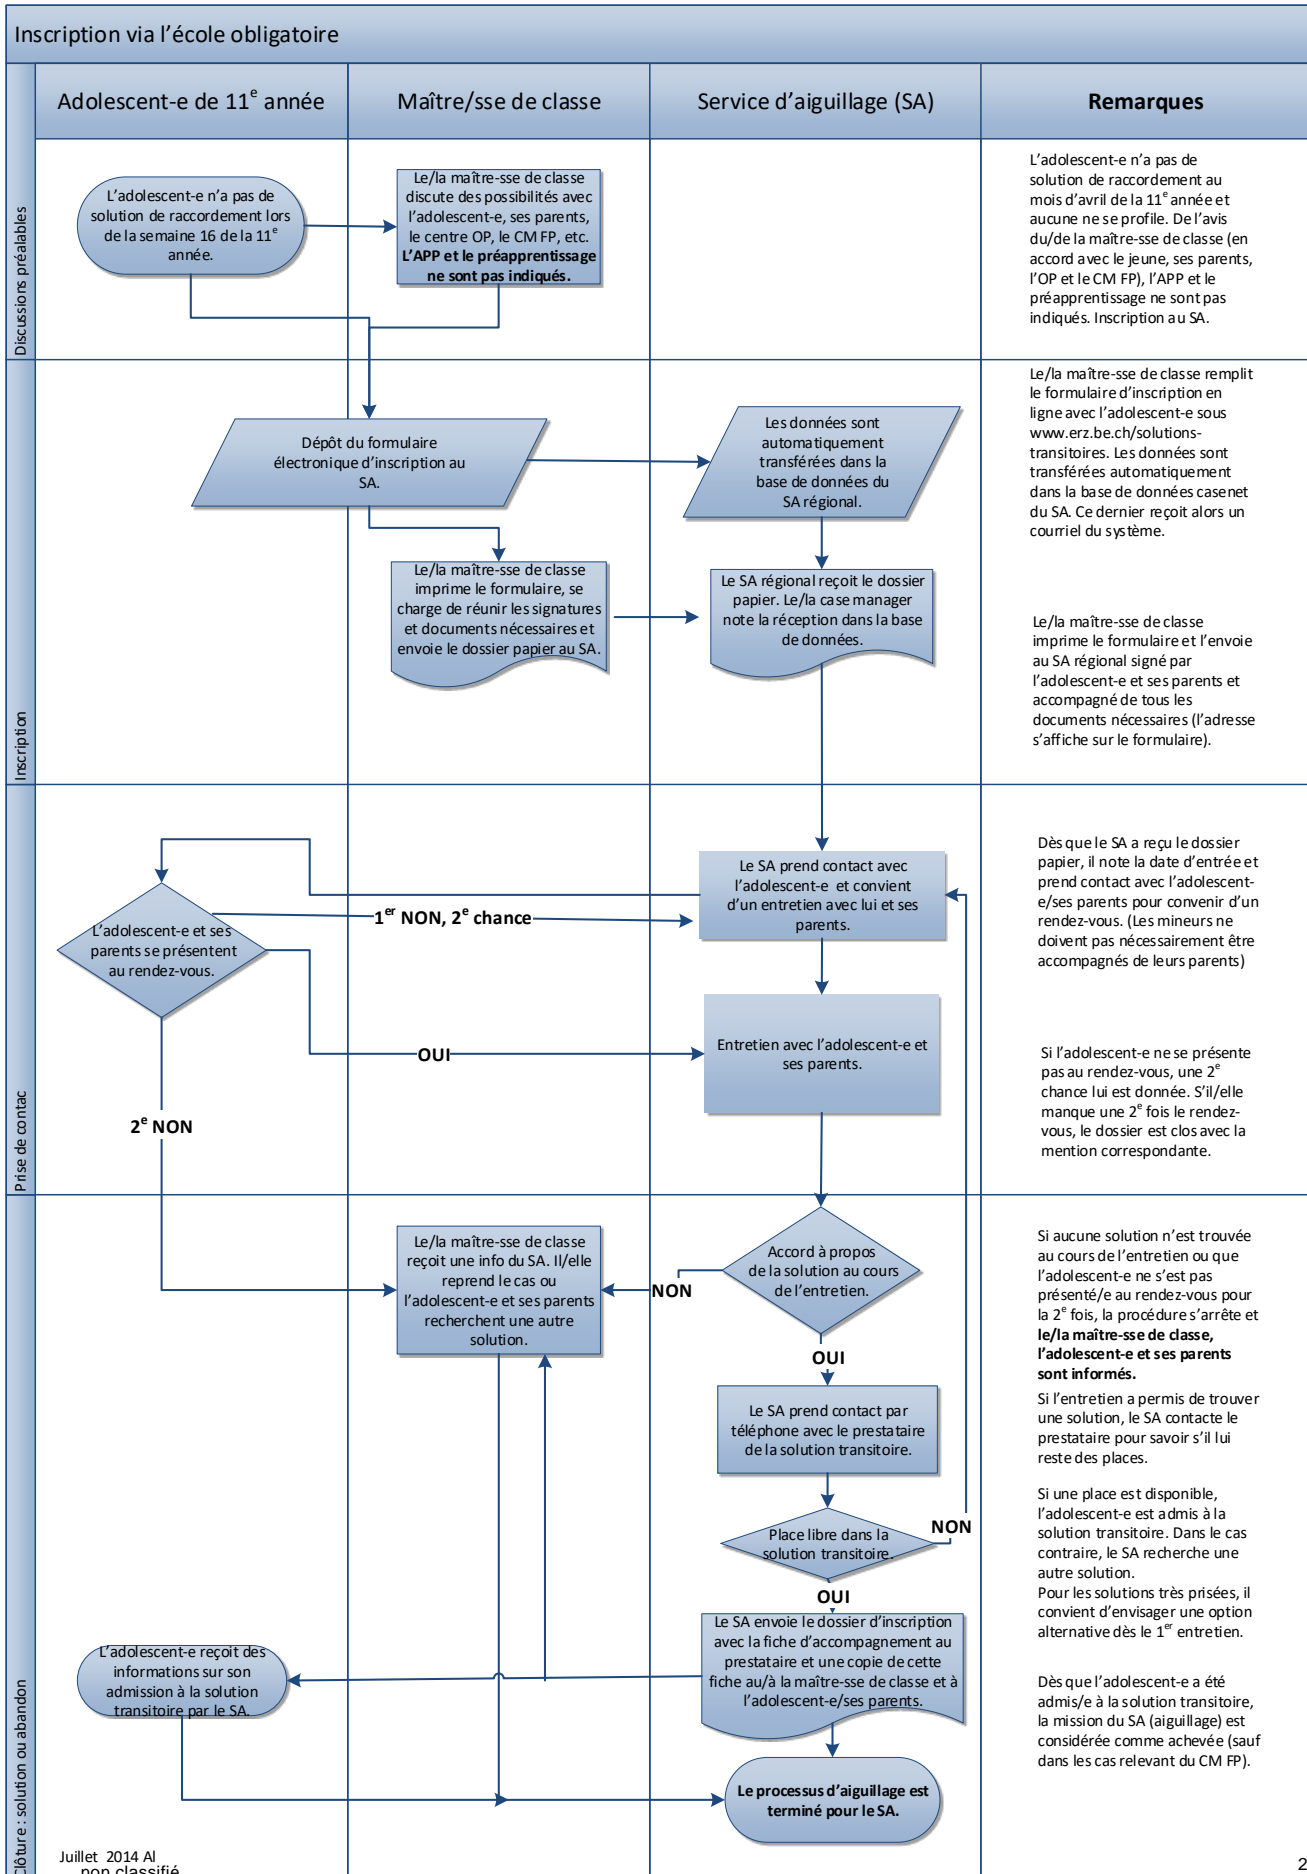 Inscription via l’école obligatoire
Adolescent-e de 11e année
Maître/sse de classe
Service d’aiguillage (SA)
Remarques
Discussions préalables
L’adolescent-e n’a pas de
solution de raccordement lors
de la semaine 16 de la 11e
année.
Le/la maître-sse de classe
discute des possibilités avec
l’adolescent-e, ses parents,
le centre OP, le CM FP, etc.
L’APP et le préapprentissage
ne sont pas indiqués.
L’adolescent-e n’a pas de
solution de raccordement au
mois d’avril de la 11e année et
aucune ne se profile. De l’avis
du/de la maître-sse de classe (en
accord avec le jeune, ses parents,
l’OP et le CM FP), l’APP et le
préapprentissage ne sont pas
indiqués. Inscription au SA.
Inscription
Dépôt du formulaire
électronique d’inscription au
SA.
Les données sont
automatiquement
transférées dans la
base de données du
SA régional.
Le/la maître-sse de classe remplit
le formulaire d’inscription en
ligne avec l’adolescent-e sous
www.erz.be.ch/solutions-
transitoires. Les données sont
transférées automatiquement
dans la base de données casenet
du SA. Ce dernier reçoit alors un
courriel du système.
Le/la maître-sse de classe
imprime le formulaire, se
charge de réunir les signatures
et documents nécessaires et
envoie le dossier papier au SA.
Le SA régional reçoit le dossier
papier. Le/la case manager
note la réception dans la base
de données.
Le/la maître-sse de classe
imprime le formulaire et l’envoie
au SA régional signé par
l’adolescent-e et ses parents et
accompagné de tous les
documents nécessaires (l’adresse
s’affiche sur le formulaire).
Prise de contac
L’adolescent-e et ses
parents se présentent
au rendez-vous.
1er NON, 2e chance
Le SA prend contact avec
l’adolescent-e et convient
d’un entretien avec lui et ses
parents.
Dès que le SA a reçu le dossier
papier, il note la date d’entrée et
prend contact avec l’adolescent-
e/ses parents pour convenir d’un
rendez-vous. (Les mineurs ne
doivent pas nécessairement être
accompagnés de leurs parents)
OUI
Entretien avec l’adolescent-e et
ses parents.
2e NON
Si l’adolescent-e ne se présente
pas au rendez-vous, une 2e
chance lui est donnée. S’il/elle
manque une 2e fois le rendez-
vous, le dossier est clos avec la
mention correspondante.
Clôture : solution ou abandon
Le/la maître-sse de classe
reçoit une info du SA. Il/elle
reprend le cas ou
l’adolescent-e et ses parents
recherchent une autre
solution.
NON
Accord à propos
de la solution au cours
de l’entretien.
OUI
Si aucune solution n’est trouvée
au cours de l’entretien ou que
l’adolescent-e ne s’est pas
présenté/e au rendez-vous pour
la 2e fois, la procédure s’arrête et
le/la maître-sse de classe,
l’adolescent-e et ses parents
sont informés.
Le SA prend contact par
téléphone avec le prestataire
de la solution transitoire.
Si l’entretien a permis de trouver
une solution, le SA contacte le
prestataire pour savoir s’il lui
reste des places.
Place libre dans la
solution transitoire.
NON
OUI
Si une place est disponible,
l’adolescent-e est admis à la
solution transitoire. Dans le cas
contraire, le SA recherche une
autre solution.
Pour les solutions très prisées, il
convient d’envisager une option
alternative dès le 1er entretien.
L’adolescent-e reçoit des
informations sur son
admission à la solution
transitoire par le SA.
Le SA envoie le dossier d’inscription
avec la fiche d’accompagnement au
prestataire et une copie de cette
fiche au/à la maître-sse de classe et à
l’adolescent-e/ses parents.
Dès que l’adolescent-e a été
admis/e à la solution transitoire,
la mission du SA (aiguillage) est
considérée comme achevée (sauf
dans les cas relevant du CM FP).
Le processus d’aiguillage est
terminé pour le SA.
Juillet 2014 Al
non classifié
2